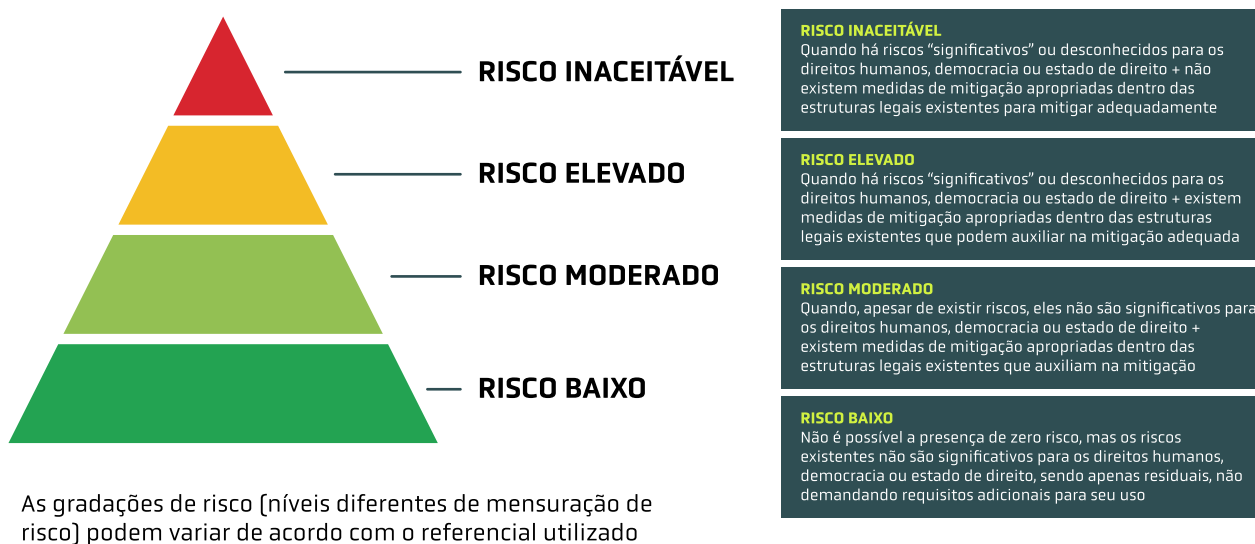 RISCO INACEITÁVEL
RISCO ELEVADO
RISCO MODERADO
RISCO BAIXO
As gradações de risco (níveis diferentes de mensuração de
risco) podem variar de acordo com o referencial utilizado
RISCO INACEITÁVEL
Quando há riscos “significativos” ou desconhecidos para os
direitos humanos, democracia ou estado de direito + não
existem medidas de mitigação apropriadas dentro das
estruturas legais existentes para mitigar adequadamente
RISCO ELEVADO
Quando há riscos “significativos” ou desconhecidos para os
direitos humanos, democracia ou estado de direito + existem
medidas de mitigação apropriadas dentro das estruturas
legais existentes que podem auxiliar na mitigação adequada
RISCO MODERADO
Quando, apesar de existir riscos, eles não são significativos para
os direitos humanos, democracia ou estado de direito +
existem medidas de mitigação apropriadas dentro das
estruturas legais existentes que auxiliam na mitigação
RISCO BAIXO
Não é possível a presença de zero risco, mas os riscos
existentes não são significativos para os direitos humanos,
democracia ou estado de direito, sendo apenas residuais, não
demandando requisitos adicionais para seu uso